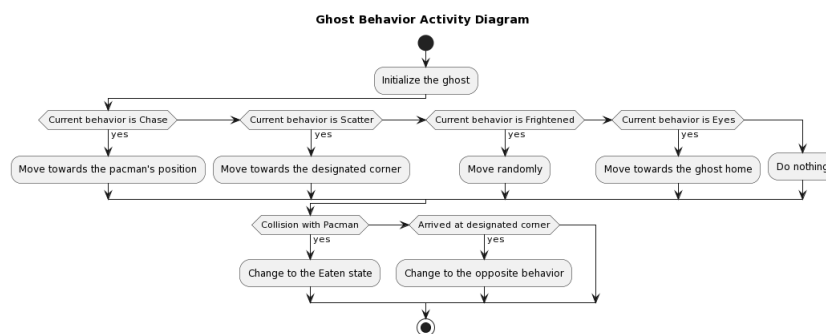 Ghost Behavior Activity Diagram
Initialize the ghost
Current behavior is Chase
Current behavior is Scatter
Current behavior is Frightened
Current behavior is Eyes
yes
yes
yes
yes
Move towards the pacman's position
Move towards the designated corner
Move randomly
Move towards the ghost home
Do nothing
Collision with Pacman
Arrived at designated corner
yes
yes
Change to the Eaten state
Change to the opposite behavior